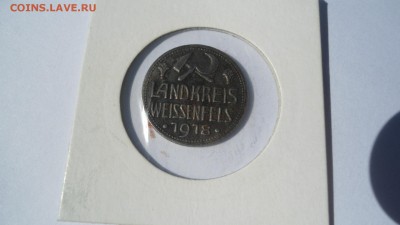 COINS.LAVE.RU
LANDKREIS
WEISSENFELS
·1918·